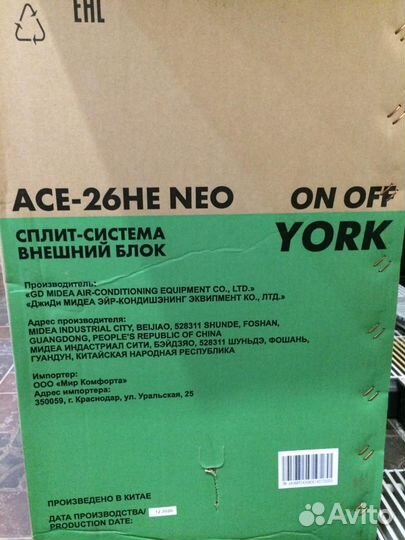 EAC
ACE-26HE NEO ON OFF
СПЛИТ-СИСТЕМА YORK
ВНЕШНИЙ БЛОК
Производитель:
«GD MIDEA AIR-CONDITIONING EQUIPMENT CO., LTD.»
«ДжиДи МИДЕА ЭЙР-КОНДИШЭНИНГ ЭКВИПМЕНТ КО., ЛТД.»
Адрес производителя:
MIDEA INDUSTRIAL CITY, BEIJIAO, 528311 SHUNDE, FOSHAN,
GUANGDONG, PEOPLE'S REPUBLIC OF CHINA
МИДЕА ИНДАСТРИАЛ СИТИ, БЭЙДЗЯО, 528311 ШУНЬДЭ, ФОШАНЬ,
ГУАНДУН, КИТАЙСКАЯ НАРОДНАЯ РЕСПУБЛИКА
Импортер:
ООО «Мир Комфорта»
Адрес импортера:
350059, г. Краснодар, ул. Уральская, 25
ПРОИЗВЕДЕНО В КИТАЕ
ДАТА ПРОИЗВОДСТВА/
PRODUCTION DATE:
Avito